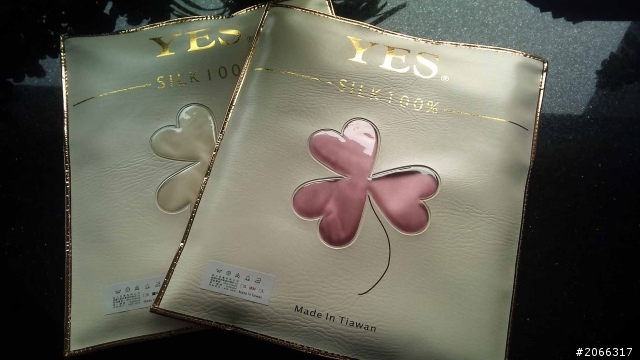 YES
SILK100
YES®
SILK100%
Made In Tiawan
#2066317